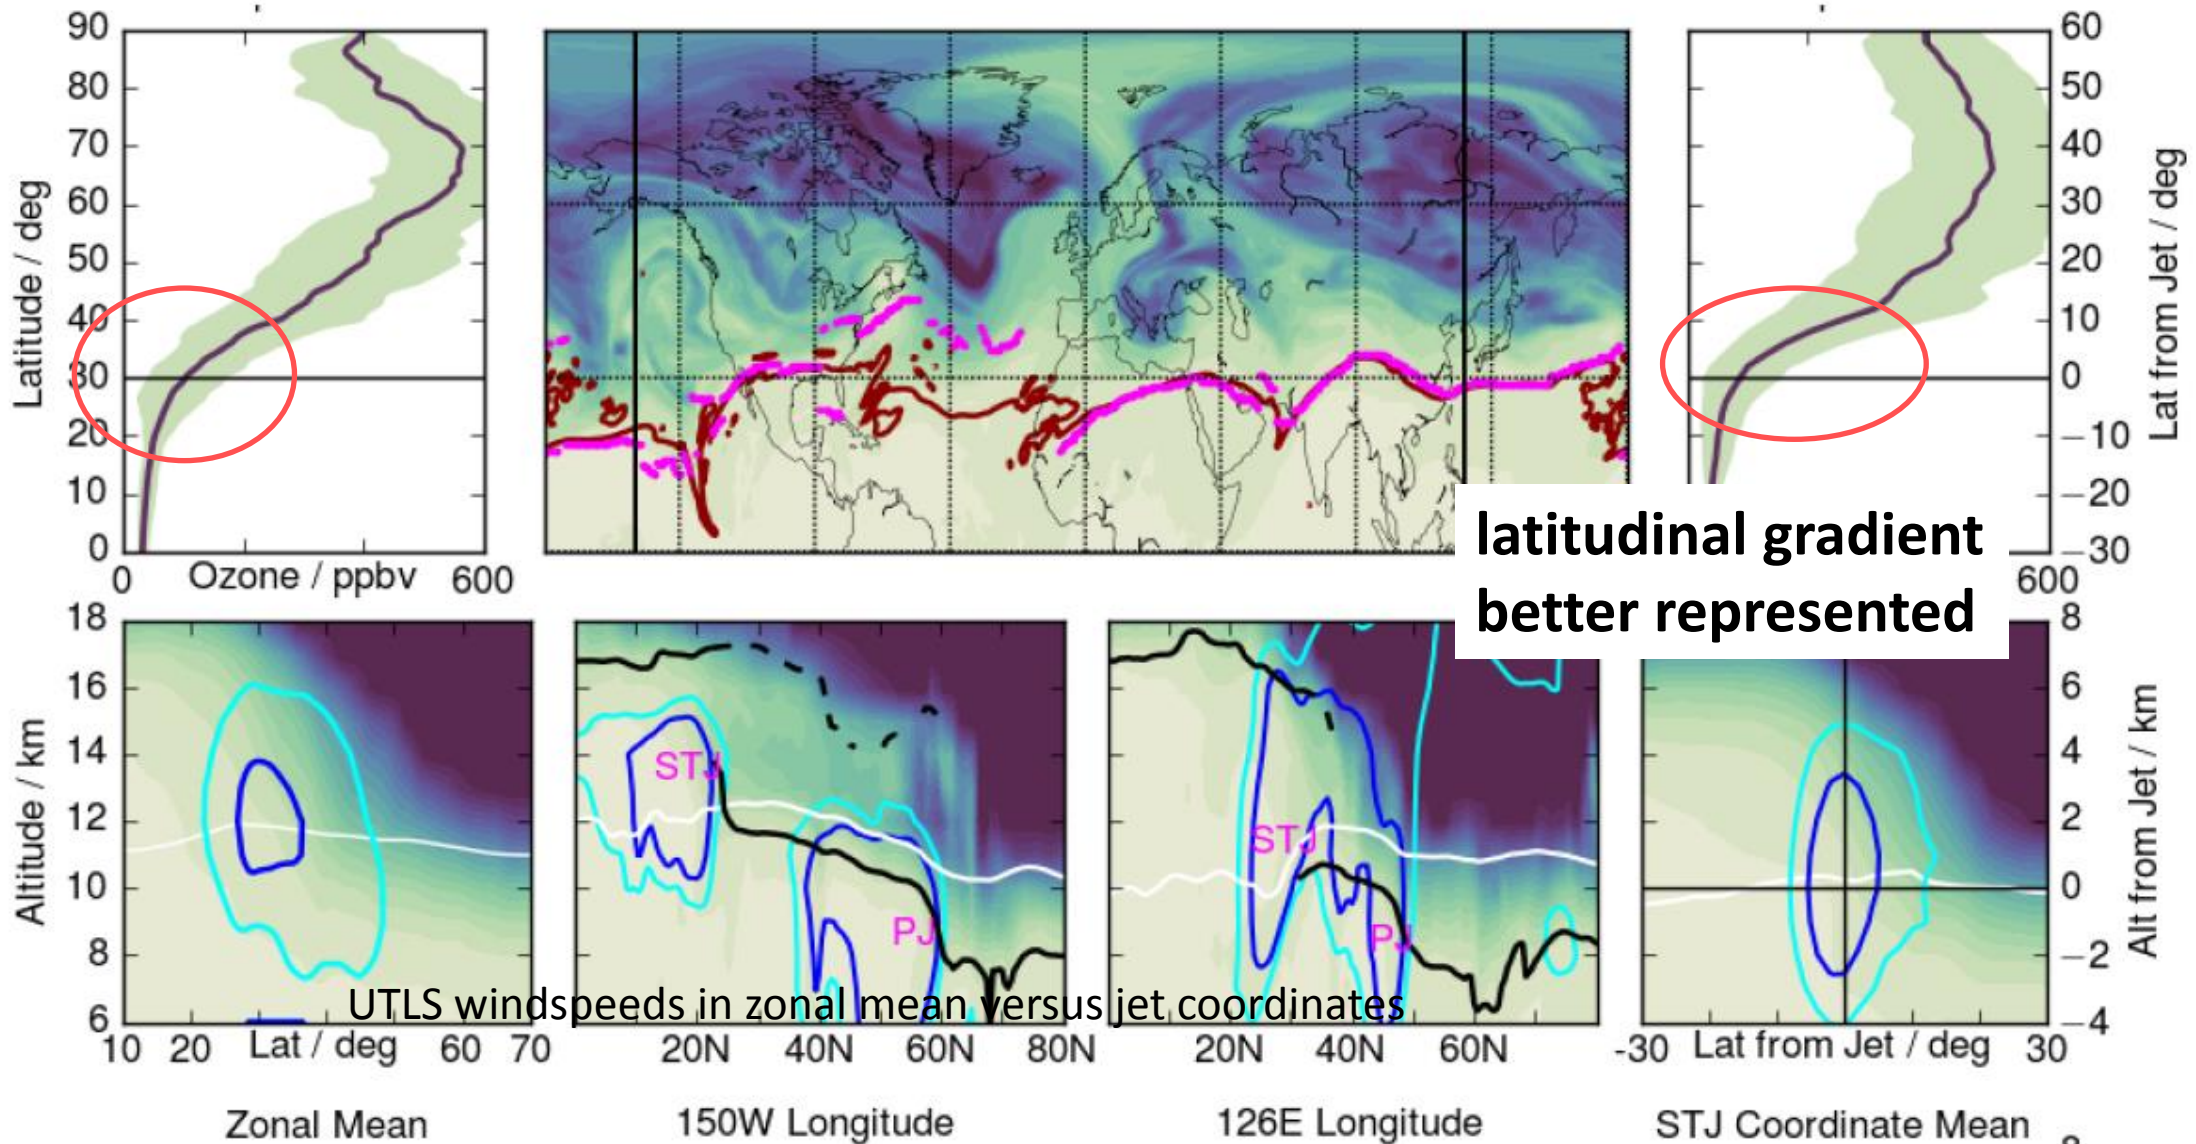 90
80
70
60
50
40
30
20
10
0
Latitude / deg
0 Ozone / ppbv 600
60
50
40
30
20
10
0
−10
−20
−30
Lat from Jet / deg
600
latitudinal gradient
better represented
18
16
14
12
10
8
6
Altitude / km
10 20 Lat / deg 60 70
STJ
PJ
20N 40N 60N 80N
STJ
PJ
20N 40N 60N
8
6
4
2
0
−2
−4
Alt from Jet / km
-30 Lat from Jet / deg 30
UTLS windspeeds in zonal mean versus jet coordinates
Zonal Mean 150W Longitude 126E Longitude STJ Coordinate Mean